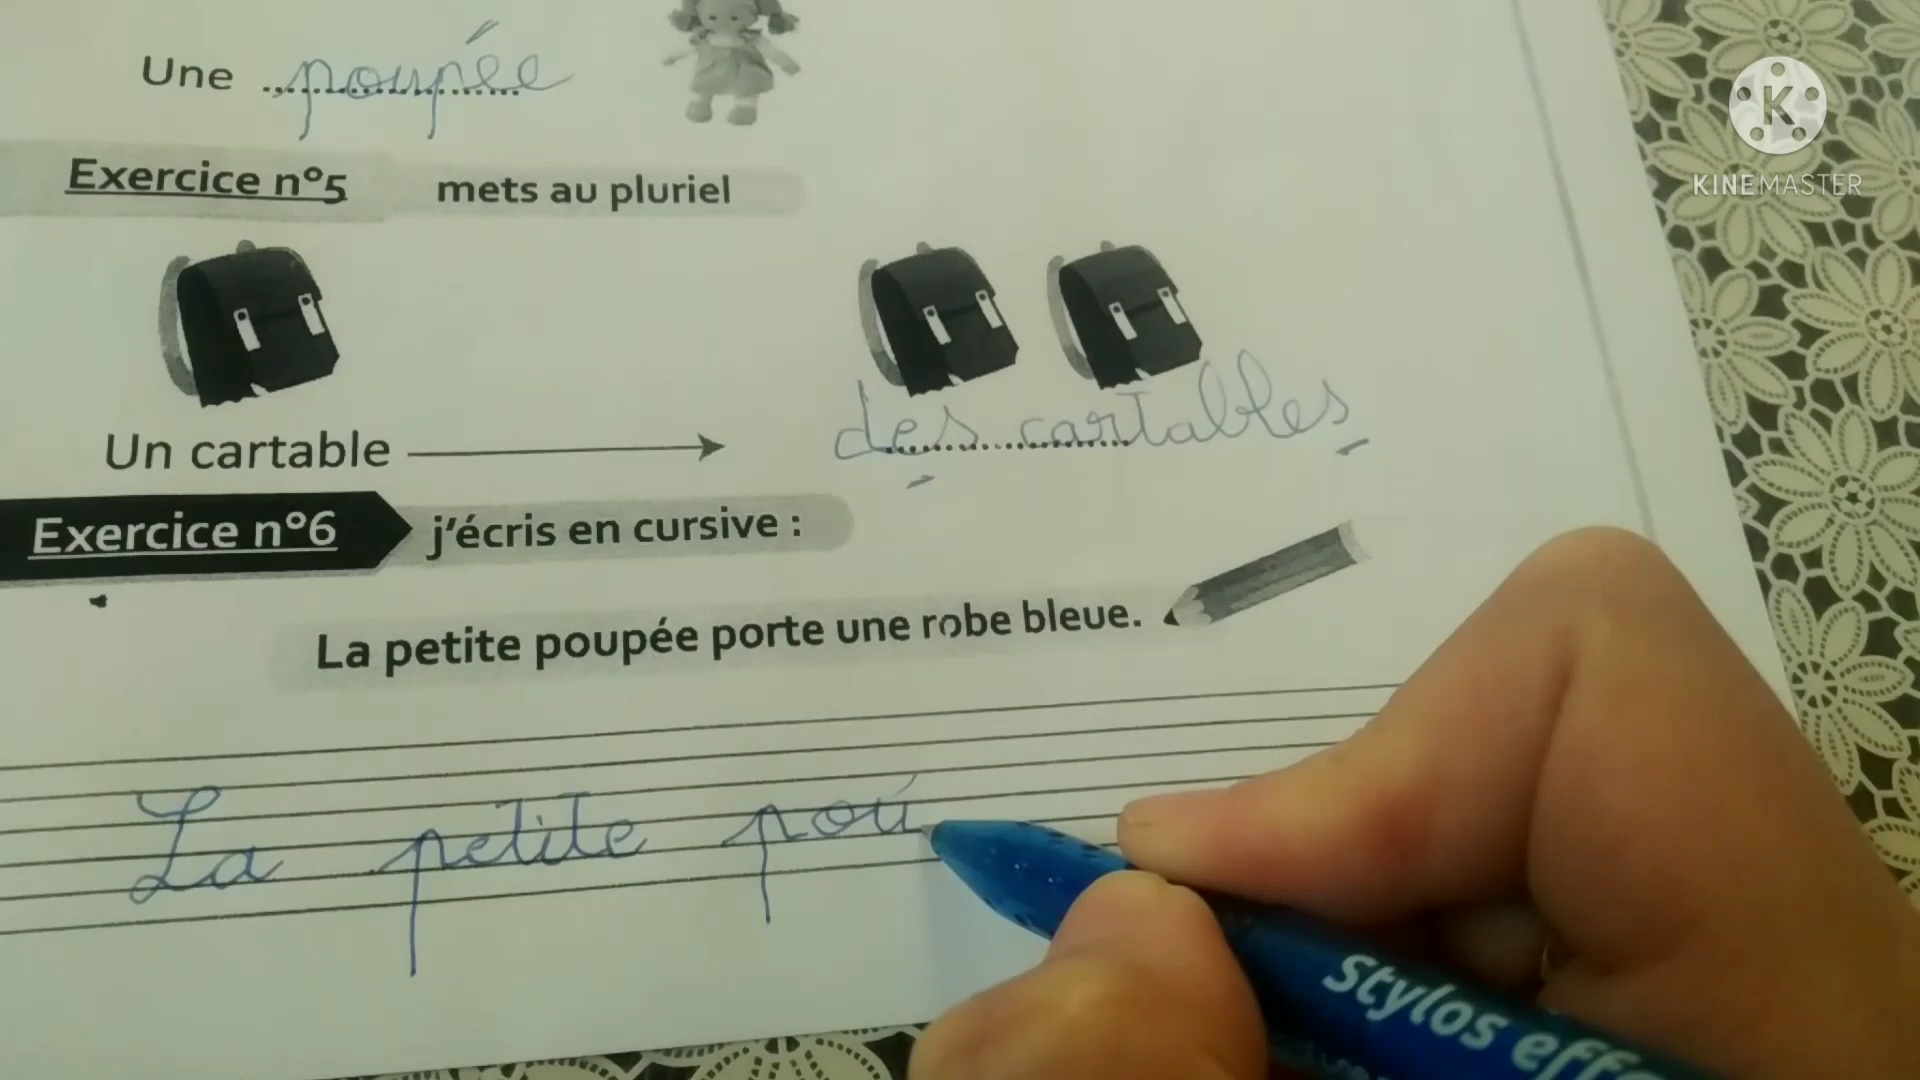 Une poupée
KINEMASTER
Exercice n°5 mets au pluriel
Un cartable des cartables
Exercice n°6 j'écris en cursive :
La petite poupée porte une robe bleue.
La petite pou
Stylos effa